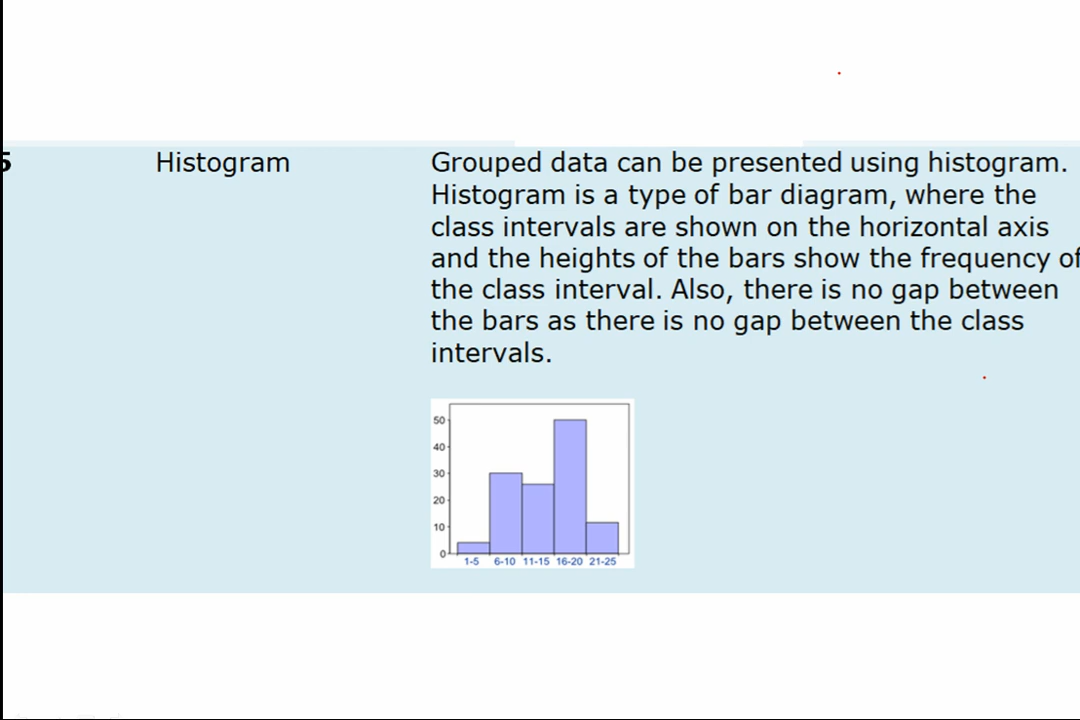 5 Histogram Grouped data can be presented using histogram.
Histogram is a type of bar diagram, where the
class intervals are shown on the horizontal axis
and the heights of the bars show the frequency of
the class interval. Also, there is no gap between
the bars as there is no gap between the class
intervals.
50
40
30
20
10
0
1-5 6-10 11-15 16-20 21-25